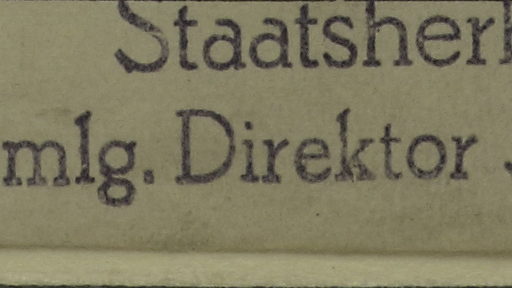 Staatsher
mlg. Direktor